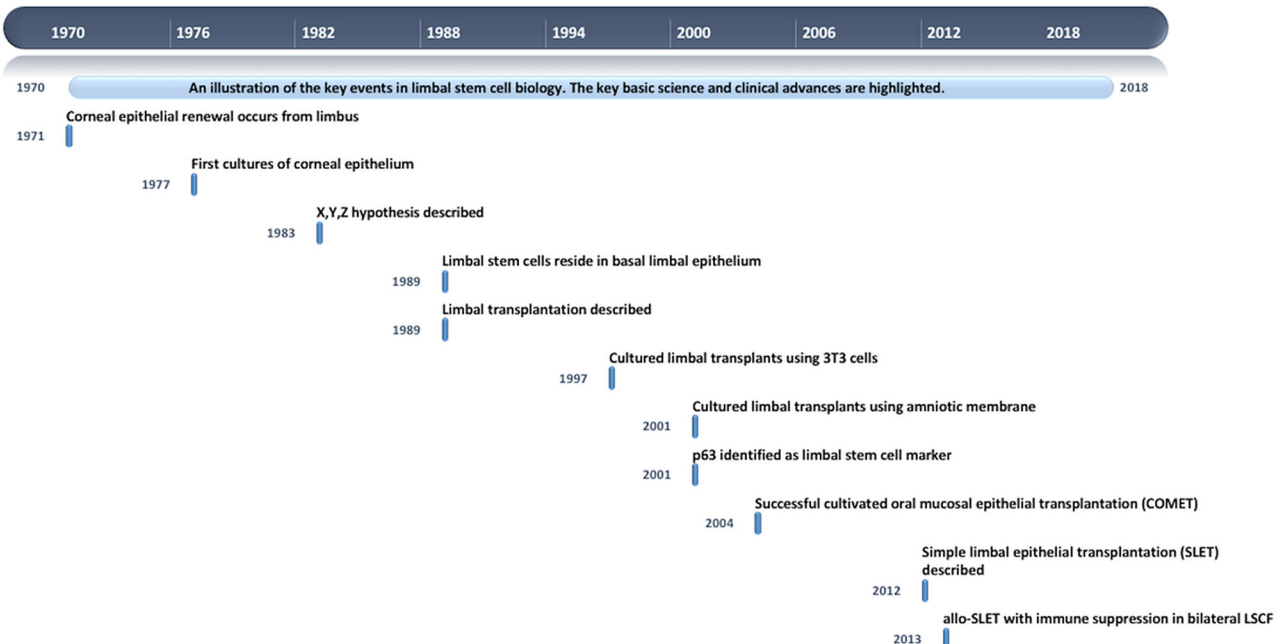 1970 1976 1982 1988 1994 2000 2006 2012 2018
1970 An illustration of the key events in limbal stem cell biology. The key basic science and clinical advances are highlighted. 2018
Corneal epithelial renewal occurs from limbus
1971
First cultures of corneal epithelium
1977
X,Y,Z hypothesis described
1983
Limbal stem cells reside in basal limbal epithelium
1989
Limbal transplantation described
1989
Cultured limbal transplants using 3T3 cells
1997
Cultured limbal transplants using amniotic membrane
2001
p63 identified as limbal stem cell marker
2001
Successful cultivated oral mucosal epithelial transplantation (COMET)
2004
Simple limbal epithelial transplantation (SLET)
described
2012
allo-SLET with immune suppression in bilateral LSCF
2013